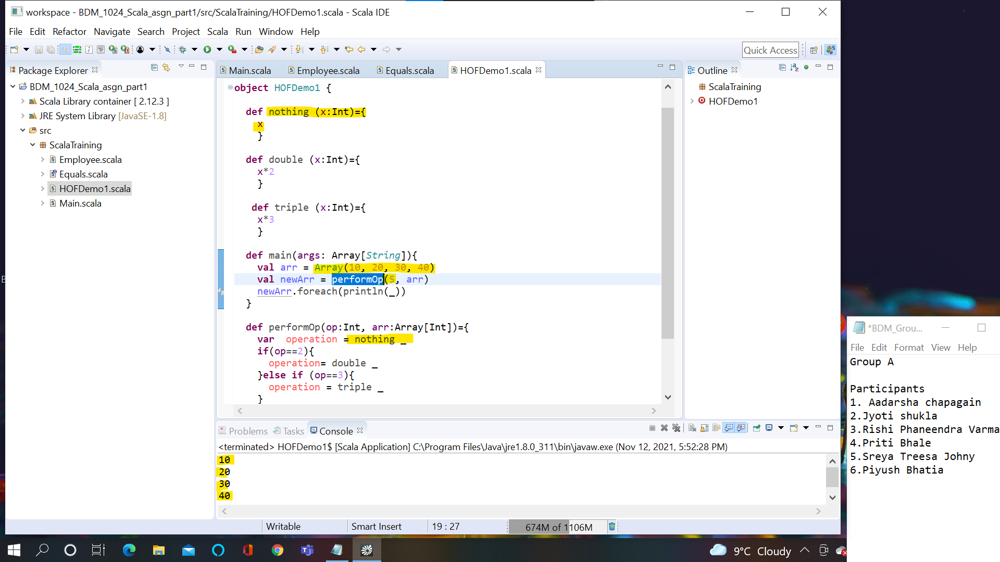 workspace - BDM_1024_Scala_asgn_part1/src/ScalaTraining/HOFDemo1.scala - Scala IDE
File Edit Refactor Navigate Search Project Scala Run Window Help
Quick Access
Package Explorer
BDM_1024_Scala_asgn_part1
Scala Library container [ 2.12.3 ]
JRE System Library [JavaSE-1.8]
src
ScalaTraining
Employee.scala
Equals.scala
HOFDemo1.scala
Main.scala
Main.scala Employee.scala Equals.scala HOFDemo1.scala
object HOFDemo1 {
def nothing (x:Int)={
x
}
def double (x:Int)={
x*2
}
def triple (x:Int)={
x*3
}
def main(args: Array[String]){
val arr = Array(10, 20, 30, 40)
val newArr = performOp(5, arr)
newArr.foreach(println(_))
}
def performOp(op:Int, arr:Array[Int])={
var operation = nothing _
if(op==2){
operation= double _
}else if (op==3){
operation = triple _
}
Outline
ScalaTraining
HOFDemo1
Problems Tasks Console
<terminated> HOFDemo1$ [Scala Application] C:\Program Files\Java\jre1.8.0_311\bin\javaw.exe (Nov 12, 2021, 5:52:28 PM)
10
20
30
40
Writable Smart Insert 19 : 27 674M of 1106M
*BDM_Grou...
File Edit Format View Help
Group A
Participants
1. Aadarsha chapagain
2.Jyoti shukla
3.Rishi Phaneendra Varma
4.Priti Bhale
5.Sreya Treesa Johny
6.Piyush Bhatia
9°C Cloudy